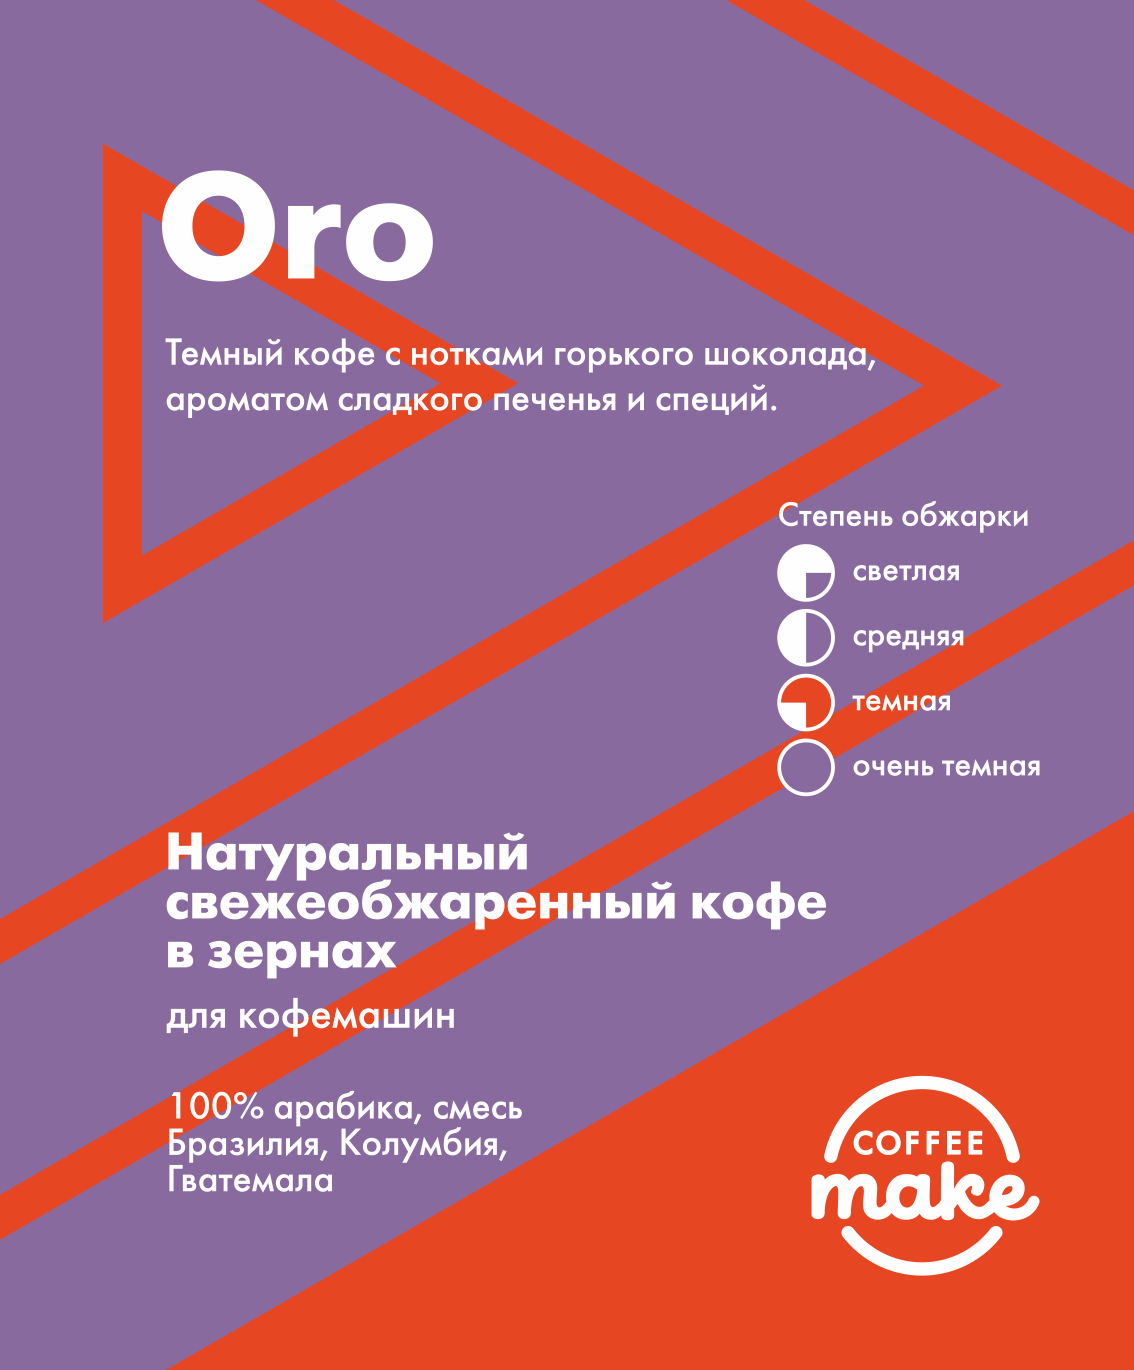 Oro
Темный кофе с нотками горького шоколада,
ароматом сладкого печенья и специй.
Степень обжарки
светлая
средняя
темная
очень темная
Натуральный
свежеобжаренный кофе
в зернах
для кофемашин
100% арабика, смесь
Бразилия, Колумбия,
Гватемала
COFFEE
make